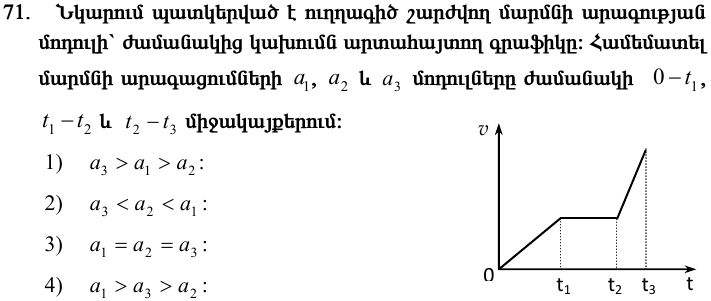 71. Նկարում պատկերված է ուղղագիծ շարժվող մարմնի արագության
մոդուլի՝ ժամանակից կախումն արտահայտող գրաֆիկը: Համեմատել
մարմնի արագացումների a₁, a₂ և a₃ մոդուլները ժամանակի 0 – t₁,
t₁ – t₂ և t₂ – t₃ միջակայքերում:
1) a₃ > a₁ > a₂:
2) a₃ < a₂ < a₁:
3) a₁ = a₂ = a₃:
4) a₁ > a₃ > a₂:
υ
0 t₁ t₂ t₃ t